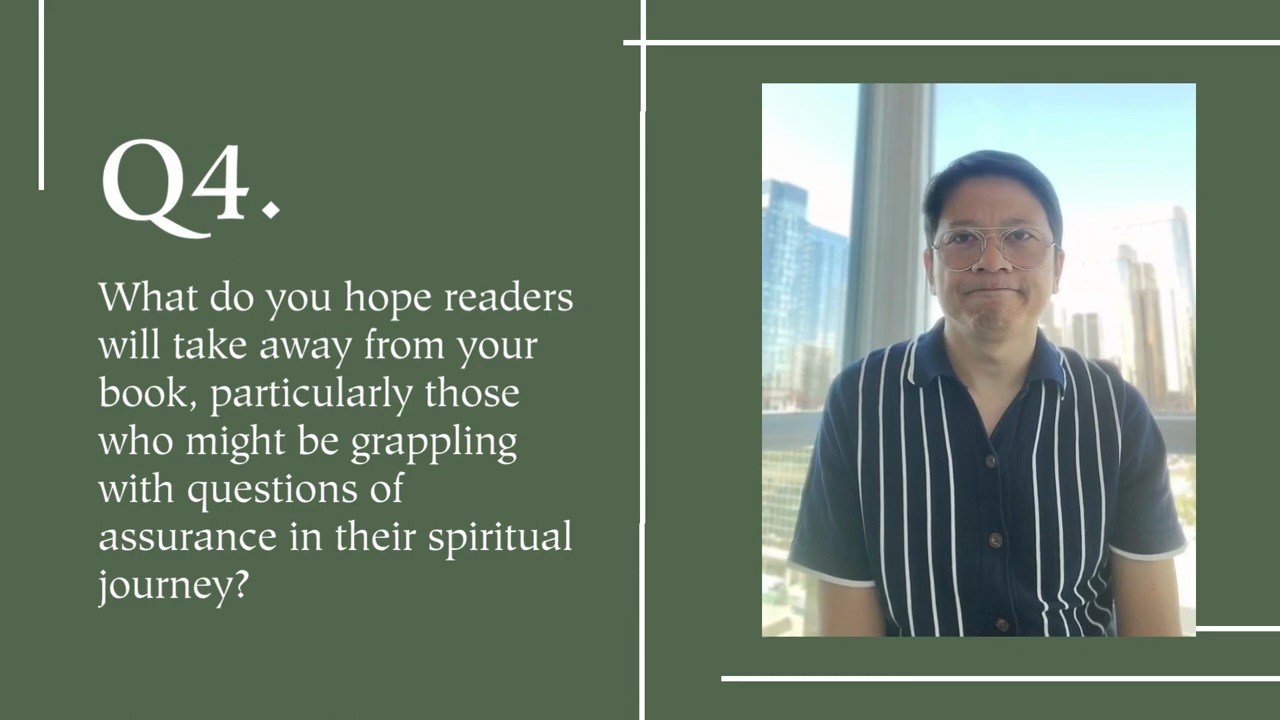 Q4.
What do you hope readers
will take away from your
book, particularly those
who might be grappling
with questions of
assurance in their spiritual
journey?